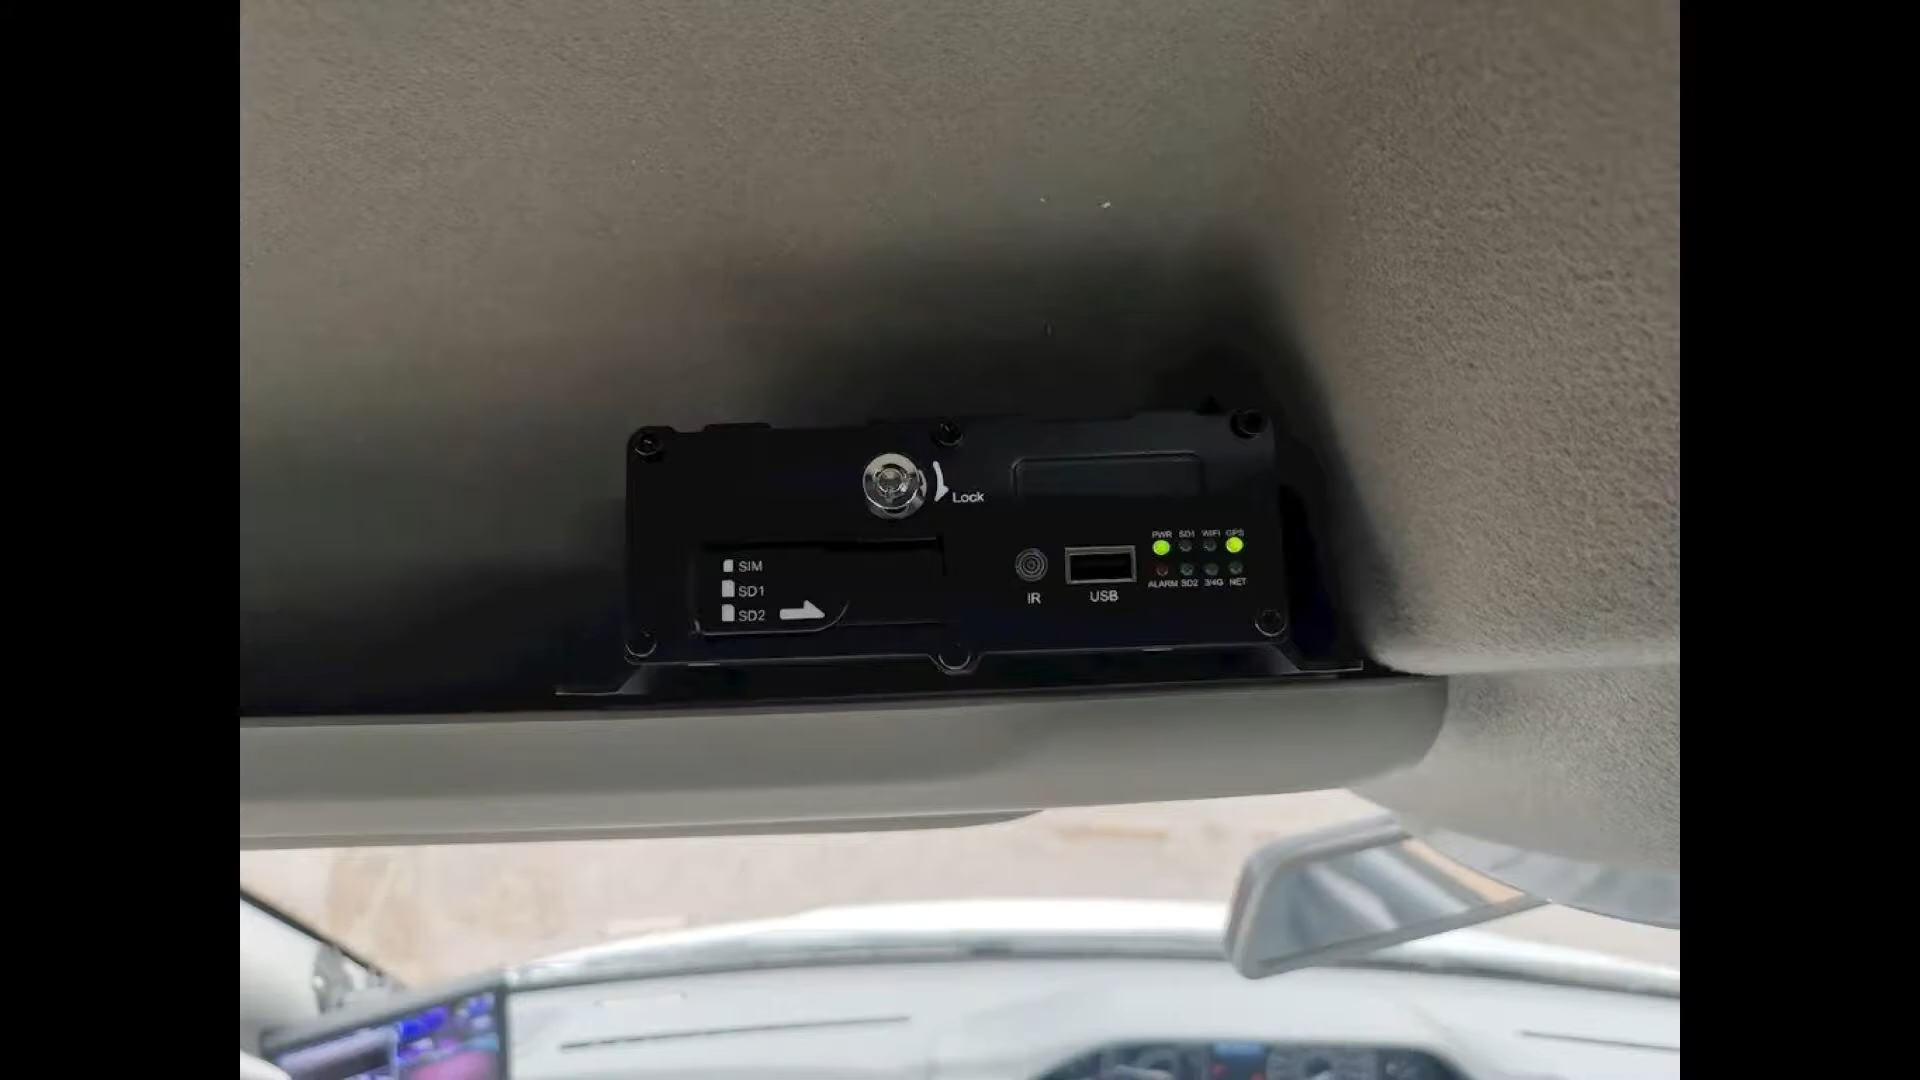 Lock
SIM
SD1
SD2
IR
USB
PWR SD1 WIFI GPS
ALARM SD2 3/4G NET